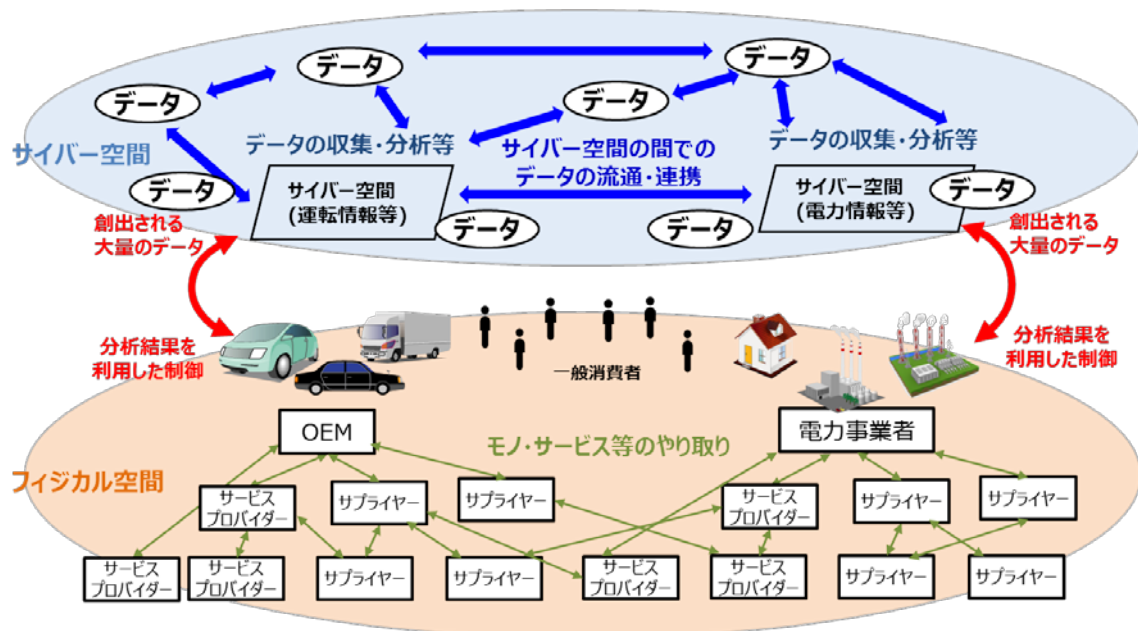 データ
データ
データ
データ
データの収集・分析等
データの収集・分析等
サイバー空間
サイバー空間の間での
データの流通・連携
データ
サイバー空間
(運転情報等)
サイバー空間
(電力情報等)
データ
データ
データ
創出される
大量のデータ
創出される
大量のデータ
分析結果を
利用した制御
一般消費者
分析結果を
利用した制御
OEM
モノ・サービス等のやり取り
電力事業者
フィジカル空間
サービス
プロバイダー
サプライヤー
サプライヤー
サービス
プロバイダー
サプライヤー
サプライヤー
サービス
プロバイダー
サービス
プロバイダー
サプライヤー
サプライヤー
サービス
プロバイダー
サービス
プロバイダー
サプライヤー
サプライヤー